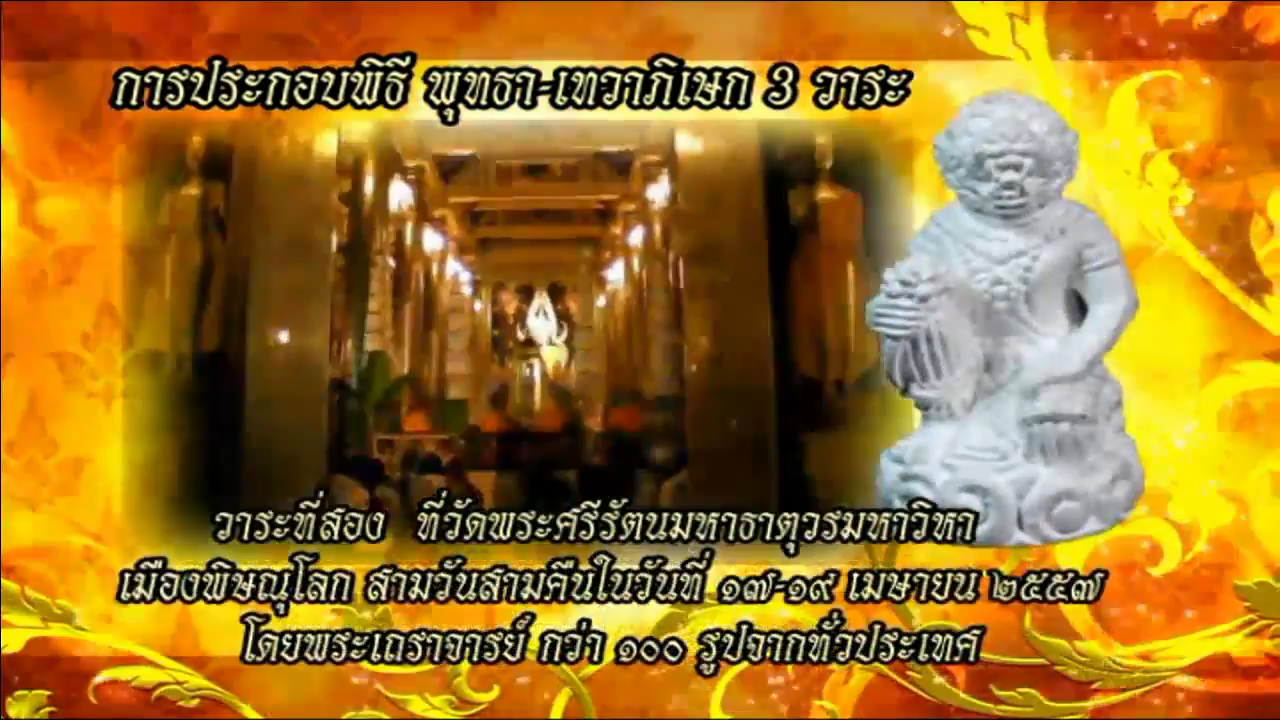 การประกอบพิธี พุทธา-เทวาภิเษก 3 วาระ
วาระที่สอง ที่วัดพระศรีรัตนมหาธาตุวรมหาวิหา
เมืองพิษณุโลก สามวันสามคืนในวันที่ ๑๗-๑๙ เมษายน ๒๕๕๗
โดยพระเถราจารย์ กว่า ๑๐๐ รูปจากทั่วประเทศ